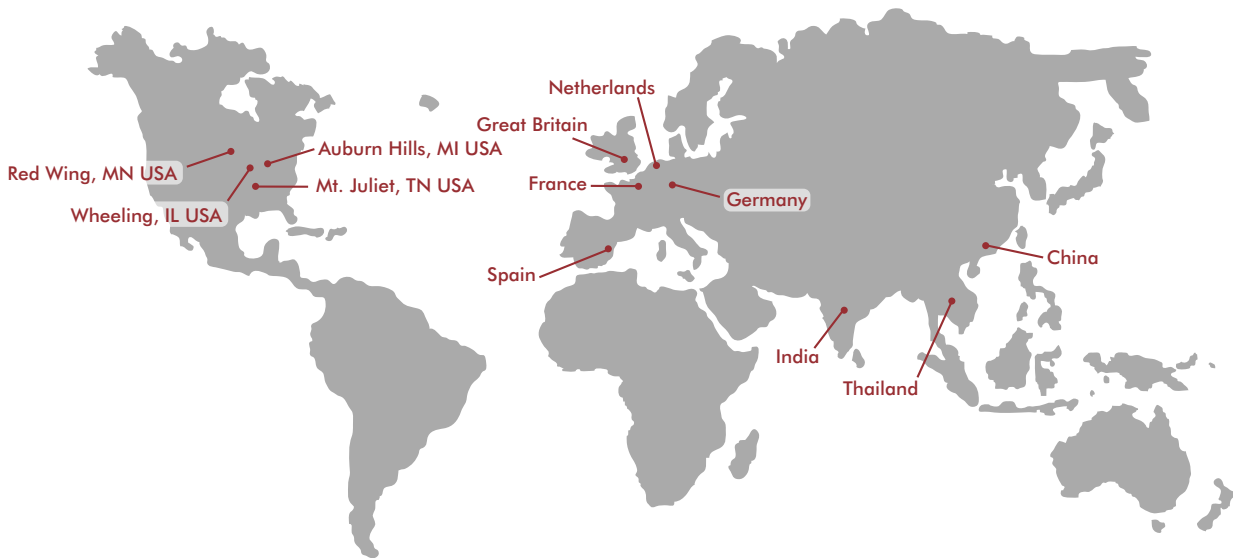 Netherlands
Great Britain
Auburn Hills, MI USA
Red Wing, MN USA
Mt. Juliet, TN USA
France
Germany
Wheeling, IL USA
China
Spain
India
Thailand